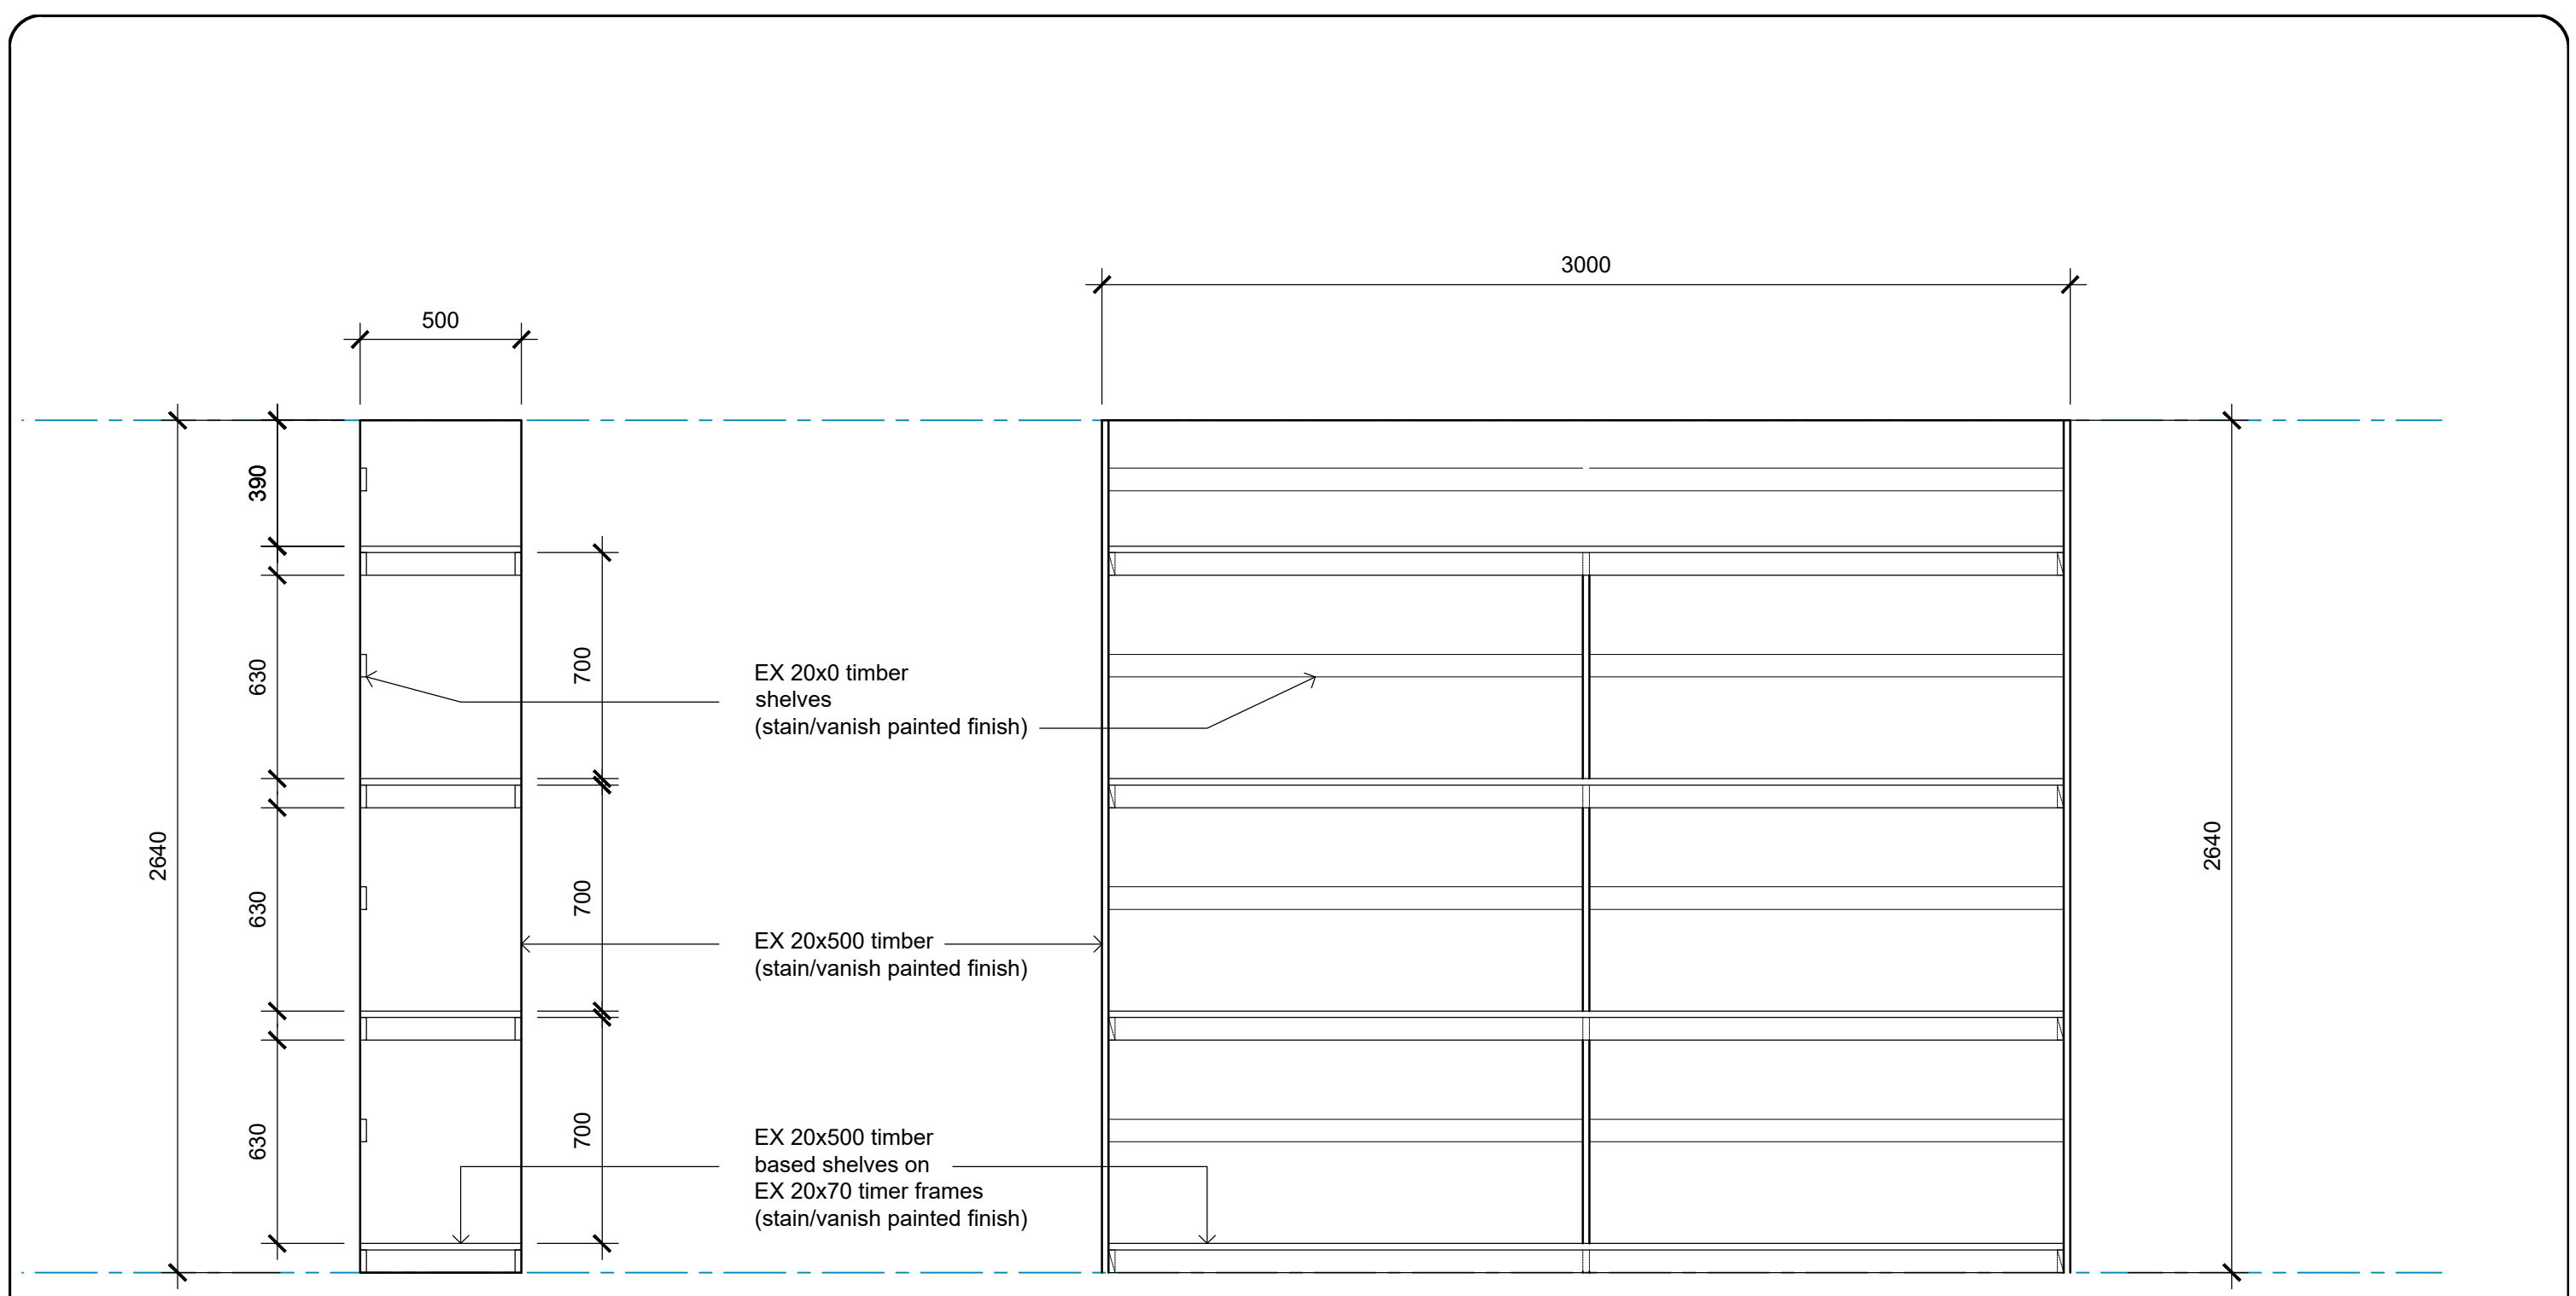 3000
500
390
630
700
EX 20x0 timber
shelves
(stain/vanish painted finish)
2640
2640
630
700
EX 20x500 timber
(stain/vanish painted finish)
630
700
EX 20x500 timber
based shelves on
EX 20x70 timer frames
(stain/vanish painted finish)